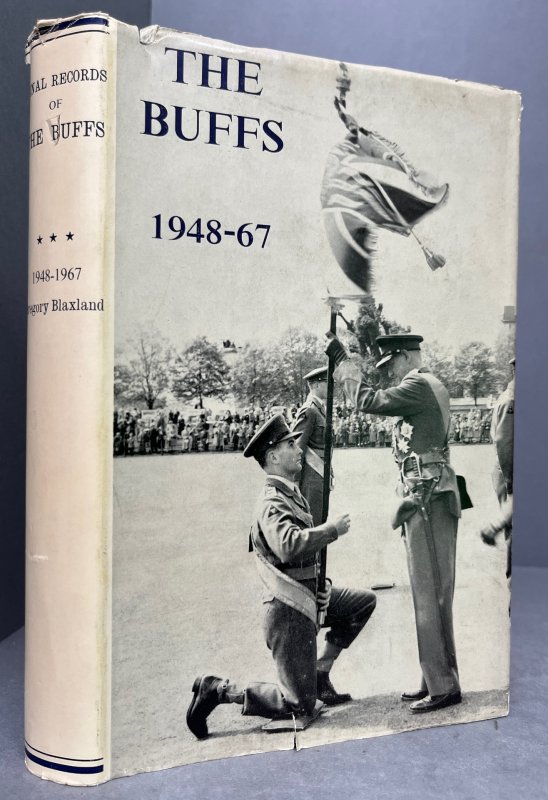 THE
BUFFS
1948-67
NAL RECORDS
OF
HE BUFFS
★ ★ ★
1948-1967
regory Blaxland